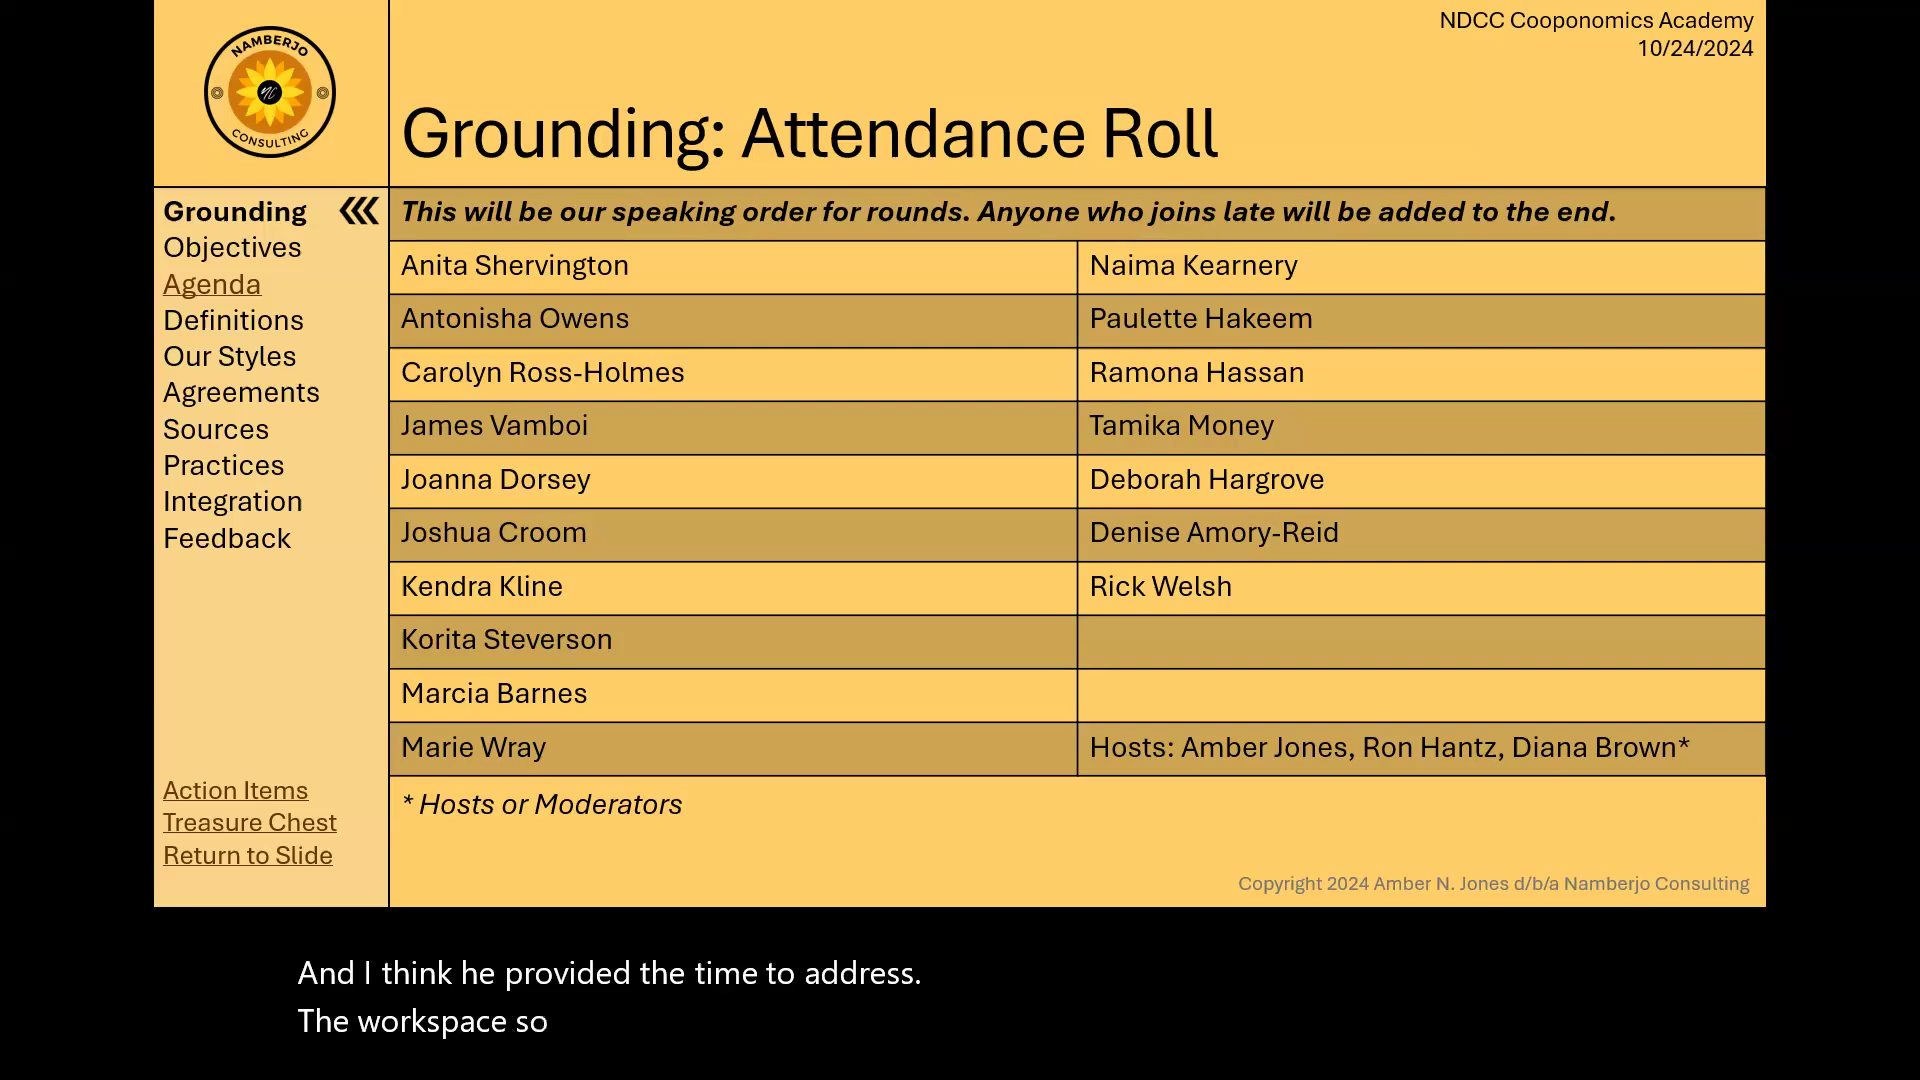 NAMBERJO
NC
CONSULTING
NDCC Cooponomics Academy
10/24/2024
Grounding: Attendance Roll
Grounding
Objectives
Agenda
Definitions
Our Styles
Agreements
Sources
Practices
Integration
Feedback
Action Items
Treasure Chest
Return to Slide
This will be our speaking order for rounds. Anyone who joins late will be added to the end.
Anita Shervington
Naima Kearnery
Antonisha Owens
Paulette Hakeem
Carolyn Ross-Holmes
Ramona Hassan
James Vamboi
Tamika Money
Joanna Dorsey
Deborah Hargrove
Joshua Croom
Denise Amory-Reid
Kendra Kline
Rick Welsh
Korita Steverson
Marcia Barnes
Marie Wray
Hosts: Amber Jones, Ron Hantz, Diana Brown*
* Hosts or Moderators
Copyright 2024 Amber N. Jones d/b/a Namberjo Consulting
And I think he provided the time to address.
The workspace so